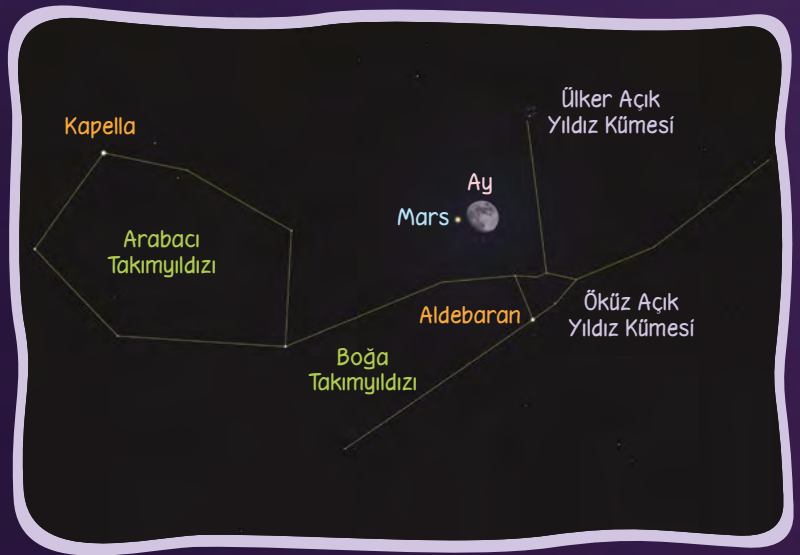 Kapella
Ülker Açık
Yıldız Kümesi
Ay
Mars
Arabacı
Takımyıldızı
Aldebaran
Öküz Açık
Yıldız Kümesi
Boğa
Takımyıldızı